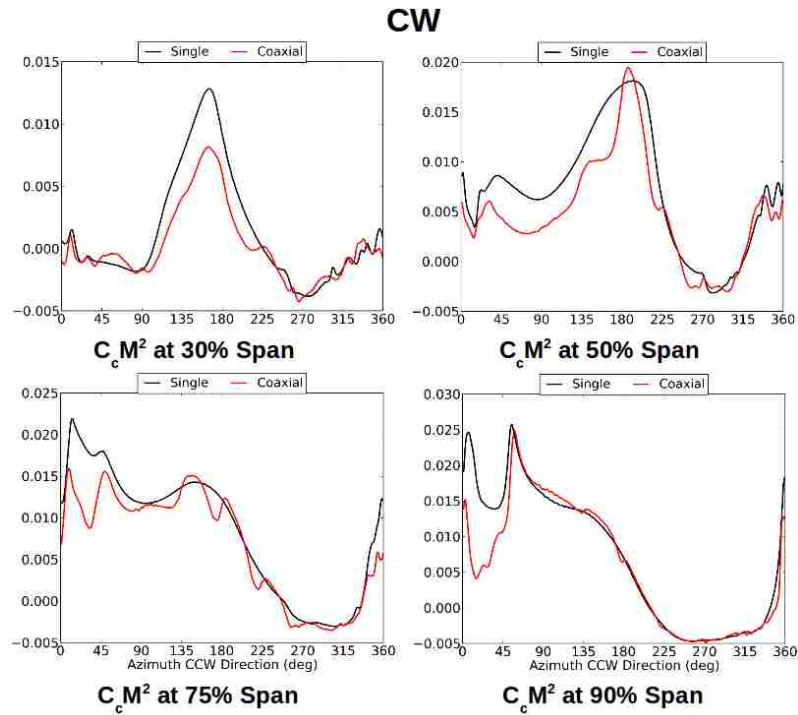 CW
Single Coaxial
0.015
0.010
0.005
0.000
−0.005
0 45 90 135 180 225 270 315 360
CcM² at 30% Span
Single Coaxial
0.020
0.015
0.010
0.005
0.000
−0.005
0 45 90 135 180 225 270 315 360
CcM² at 50% Span
Single Coaxial
0.025
0.020
0.015
0.010
0.005
0.000
−0.005
0 45 90 135 180 225 270 315 360
Azimuth CCW Direction (deg)
CcM² at 75% Span
Single Coaxial
0.030
0.025
0.020
0.015
0.010
0.005
0.000
−0.005
0 45 90 135 180 225 270 315 360
Azimuth CCW Direction (deg)
CcM² at 90% Span